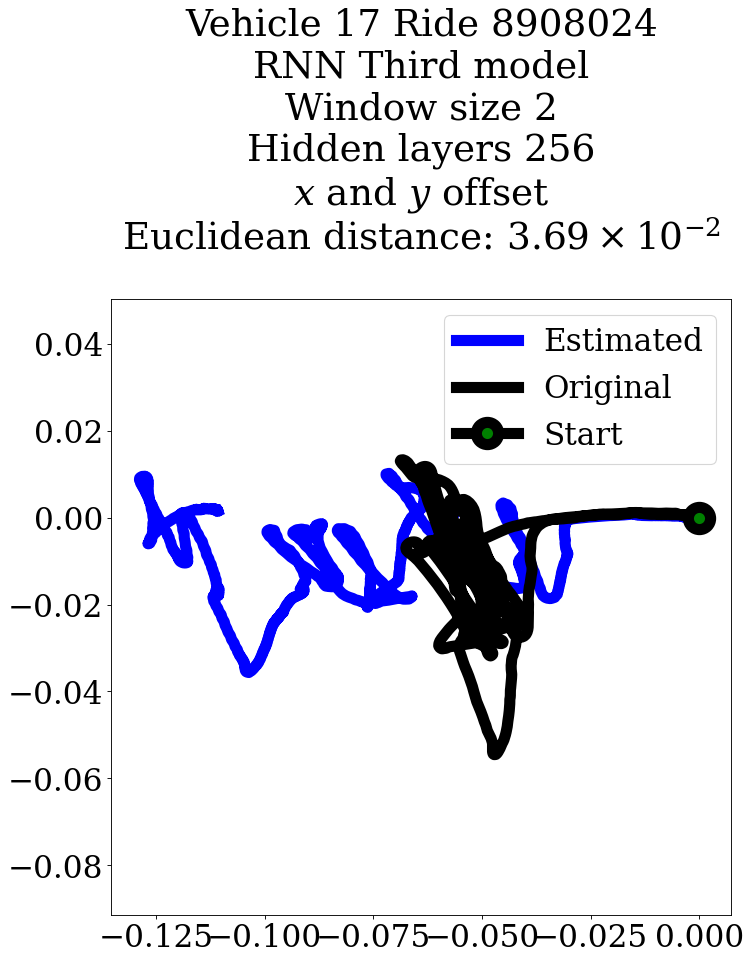 Vehicle 17 Ride 8908024
RNN Third model
Window size 2
Hidden layers 256
x and y offset
Euclidean distance: 3.69 × 10⁻²
Estimated
Original
Start
0.04
0.02
0.00
−0.02
−0.04
−0.06
−0.08
−0.125 −0.100 −0.075 −0.050 −0.025 0.000